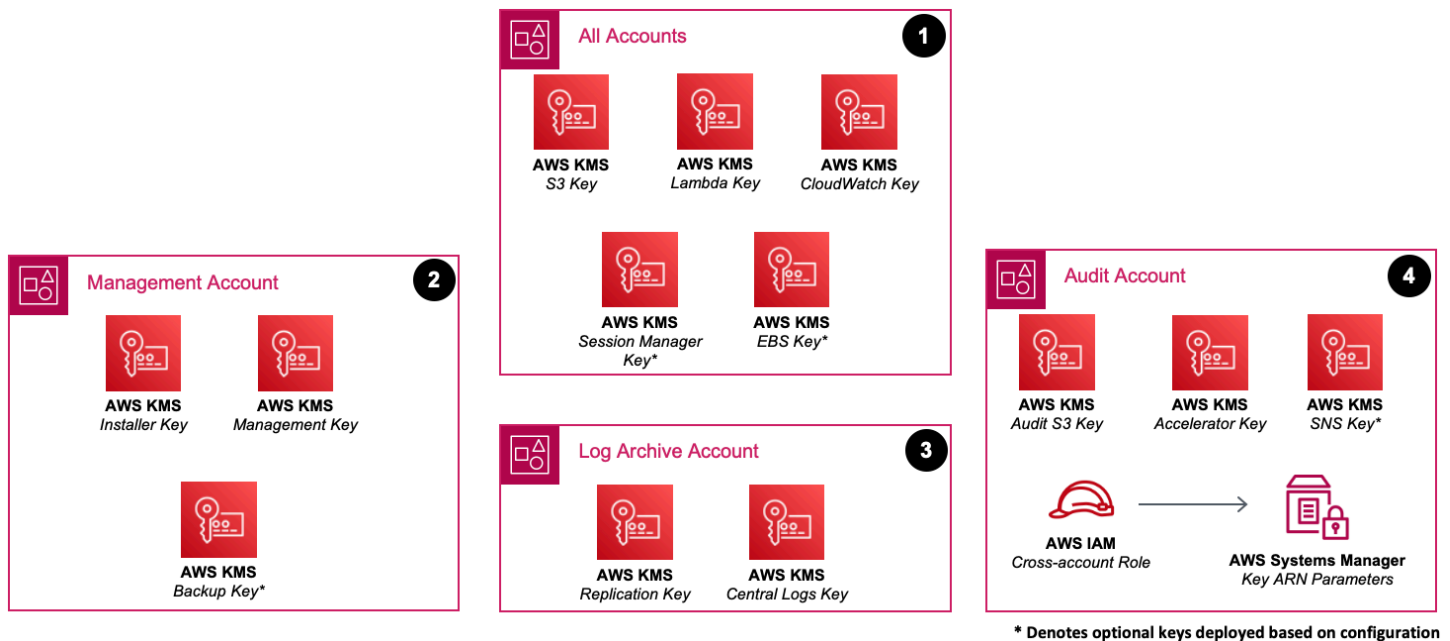 All Accounts
1
AWS KMS
S3 Key
AWS KMS
Lambda Key
AWS KMS
CloudWatch Key
AWS KMS
Session Manager
Key*
AWS KMS
EBS Key*
Management Account
2
AWS KMS
Installer Key
AWS KMS
Management Key
AWS KMS
Backup Key*
Log Archive Account
3
AWS KMS
Replication Key
AWS KMS
Central Logs Key
Audit Account
4
AWS KMS
Audit S3 Key
AWS KMS
Accelerator Key
AWS KMS
SNS Key*
AWS IAM
Cross-account Role
AWS Systems Manager
Key ARN Parameters
* Denotes optional keys deployed based on configuration